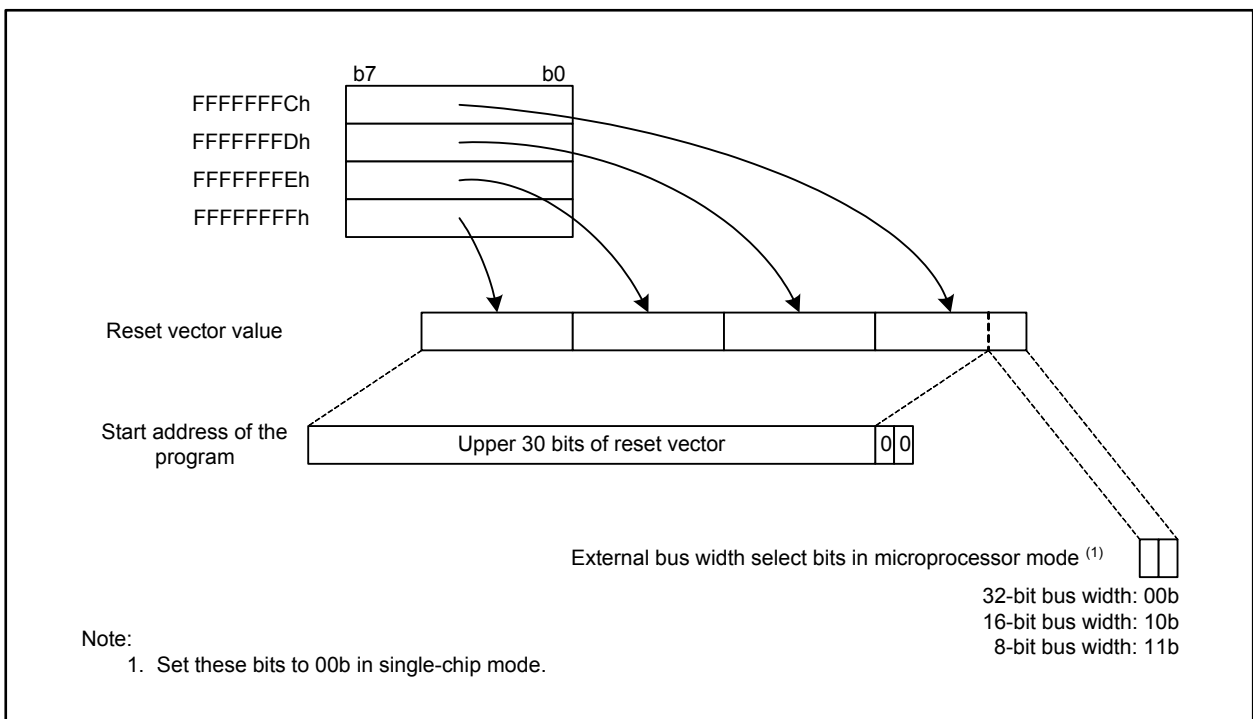 b7 b0
FFFFFFFCh
FFFFFFFDh
FFFFFFFEh
FFFFFFFFh
Reset vector value
Start address of the
program
Upper 30 bits of reset vector
0 0
External bus width select bits in microprocessor mode (1)
32-bit bus width: 00b
16-bit bus width: 10b
8-bit bus width: 11b
Note:
1. Set these bits to 00b in single-chip mode.